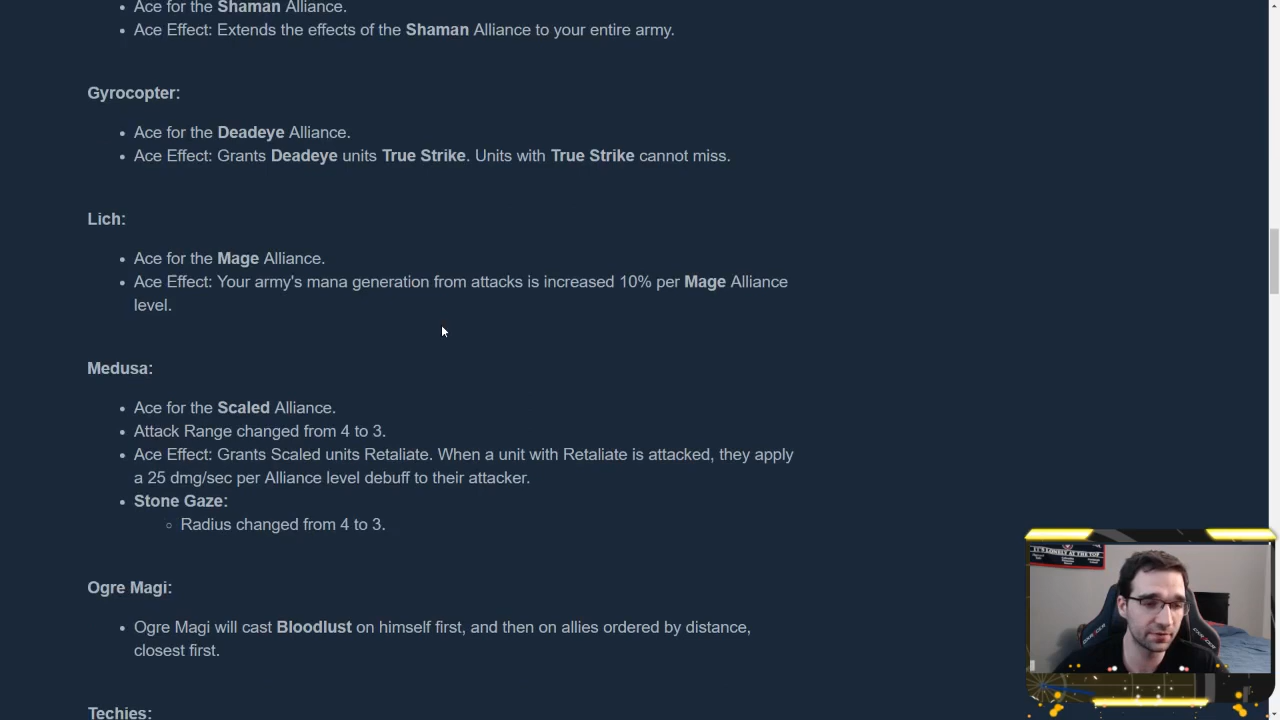 Ace for the Shaman Alliance.
Ace Effect: Extends the effects of the Shaman Alliance to your entire army.
Gyrocopter:
Ace for the Deadeye Alliance.
Ace Effect: Grants Deadeye units True Strike. Units with True Strike cannot miss.
Lich:
Ace for the Mage Alliance.
Ace Effect: Your army's mana generation from attacks is increased 10% per Mage Alliance
level.
Medusa:
Ace for the Scaled Alliance.
Attack Range changed from 4 to 3.
Ace Effect: Grants Scaled units Retaliate. When a unit with Retaliate is attacked, they apply
a 25 dmg/sec per Alliance level debuff to their attacker.
Stone Gaze:
Radius changed from 4 to 3.
Ogre Magi:
Ogre Magi will cast Bloodlust on himself first, and then on allies ordered by distance,
closest first.
Techies:
IT'S LONELY AT THE TOP